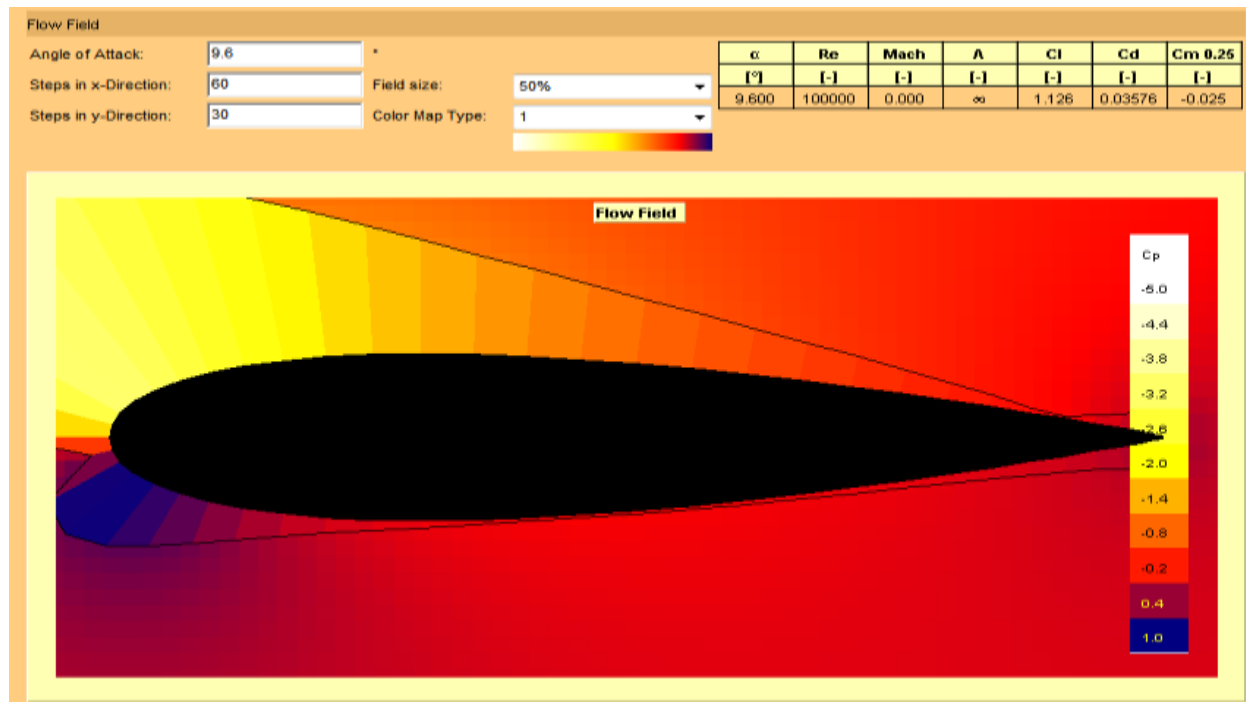 Flow Field
Angle of Attack: 9.6 °
Steps in x-Direction: 60 Field size: 50%
Steps in y-Direction: 30 Color Map Type: 1
α Re Mach Λ Cl Cd Cm 0.25
[°] [-] [-] [-] [-] [-] [-]
9.600 100000 0.000 ∞ 1.126 0.03576 -0.025
Flow Field
Cp
-5.0
-4.4
-3.8
-3.2
-2.6
-2.0
-1.4
-0.8
-0.2
0.4
1.0